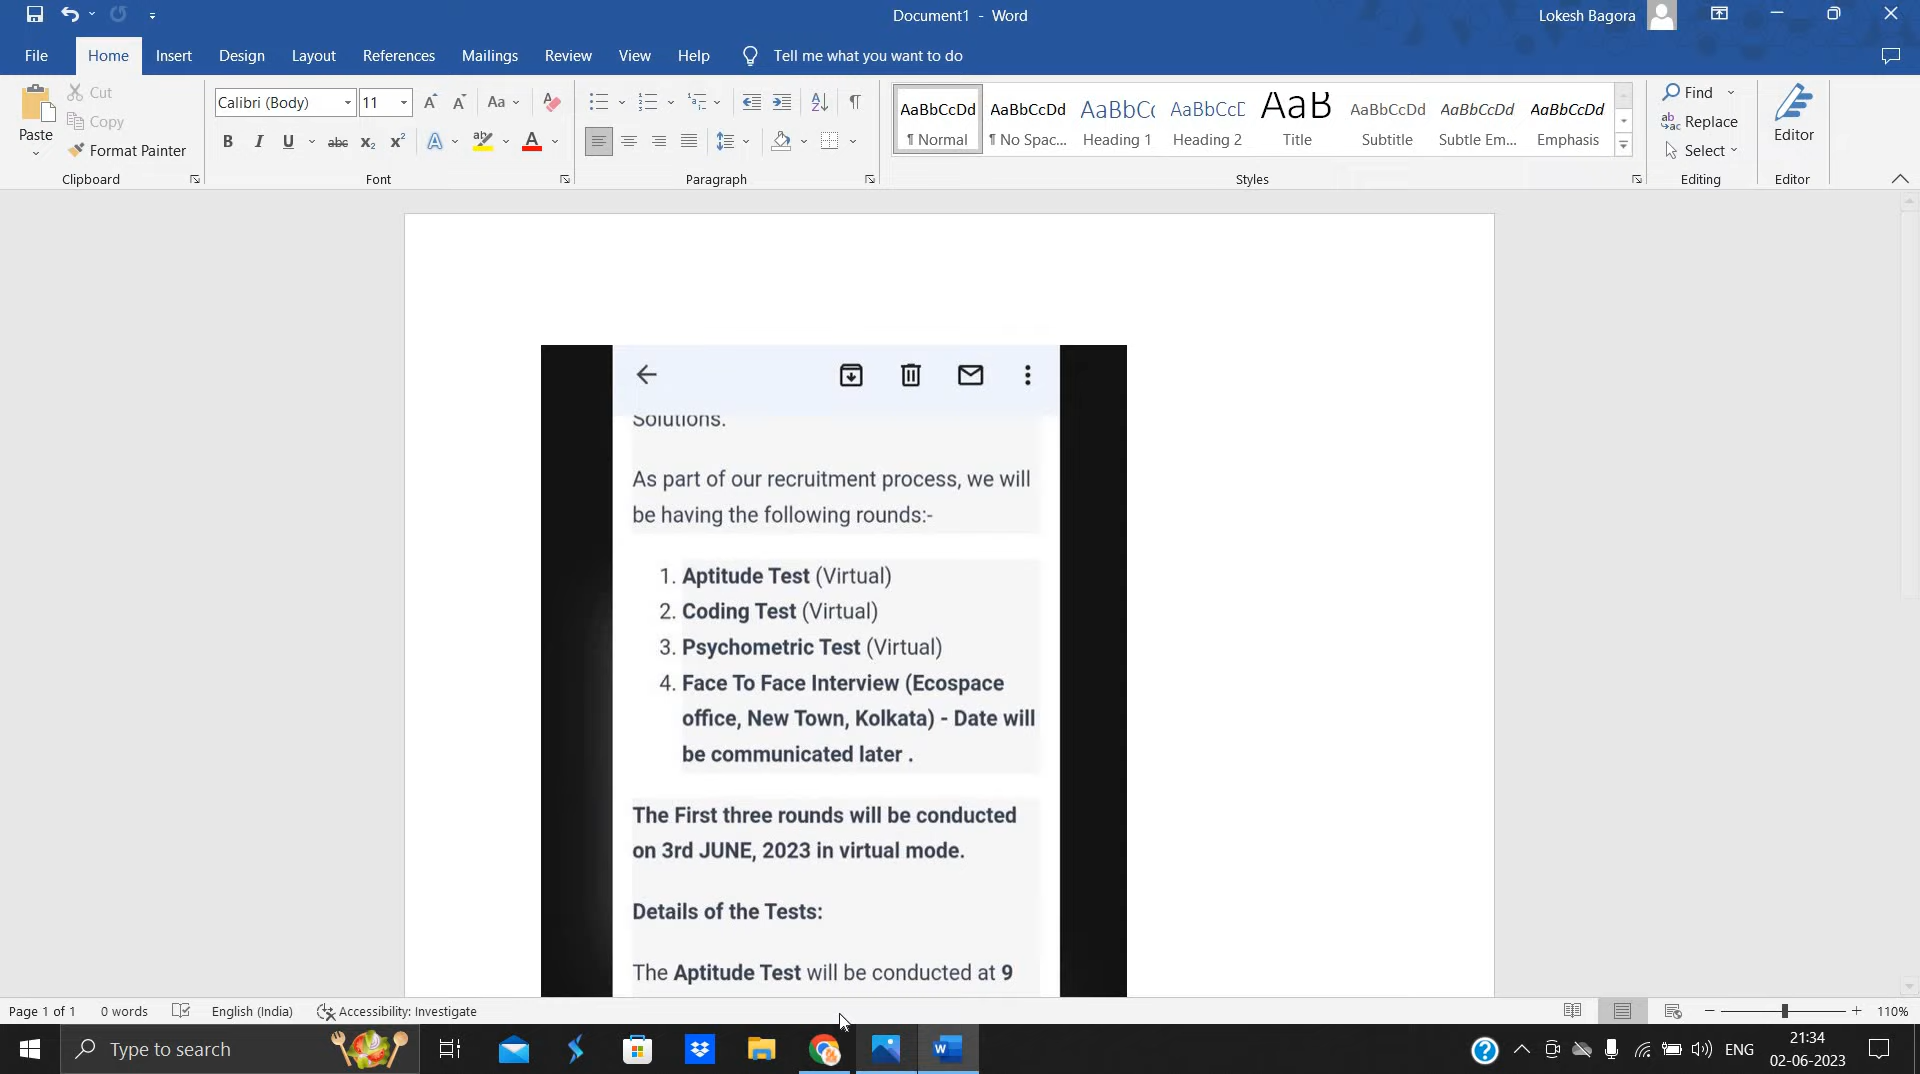 Document1 - Word
Lokesh Bagora
File Home Insert Design Layout References Mailings Review View Help Tell me what you want to do
Paste
Cut
Copy
Format Painter
Clipboard
Calibri (Body) 11
Font
Paragraph
AaBbCcDd AaBbCcDd AaBbCc AaBbCcD AaB AaBbCcDd AaBbCcDd AaBbCcDd
¶ Normal ¶ No Spac... Heading 1 Heading 2 Title Subtitle Subtle Em... Emphasis
Styles
Find
Replace
Select
Editing
Editor
Editor
Solutions.
As part of our recruitment process, we will
be having the following rounds:-
1. Aptitude Test (Virtual)
2. Coding Test (Virtual)
3. Psychometric Test (Virtual)
4. Face To Face Interview (Ecospace
office, New Town, Kolkata) - Date will
be communicated later .
The First three rounds will be conducted
on 3rd JUNE, 2023 in virtual mode.
Details of the Tests:
The Aptitude Test will be conducted at 9
Page 1 of 1 0 words English (India) Accessibility: Investigate 110%
Type to search
ENG
21:34
02-06-2023